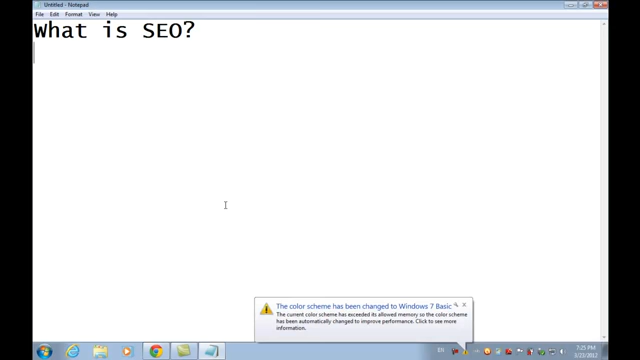 Untitled - Notepad
File Edit Format View Help
What is SEO?
The color scheme has been changed to Windows 7 Basic
The current color scheme has exceeded its allowed memory so the color scheme
has been automatically changed to improve performance. Click to see more
information.
EN
7:25 PM
3/23/2012